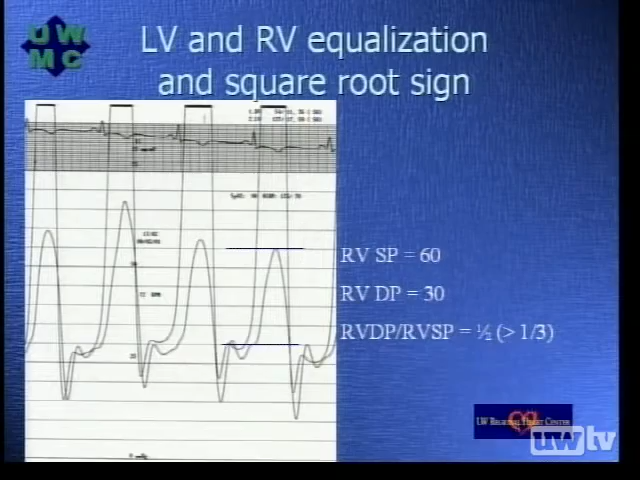 UW
MC
LV and RV equalization
and square root sign
RV SP = 60
RV DP = 30
RVDP/RVSP = ½ (> 1/3)
UW REGIONAL HEART CENTER
uwtv